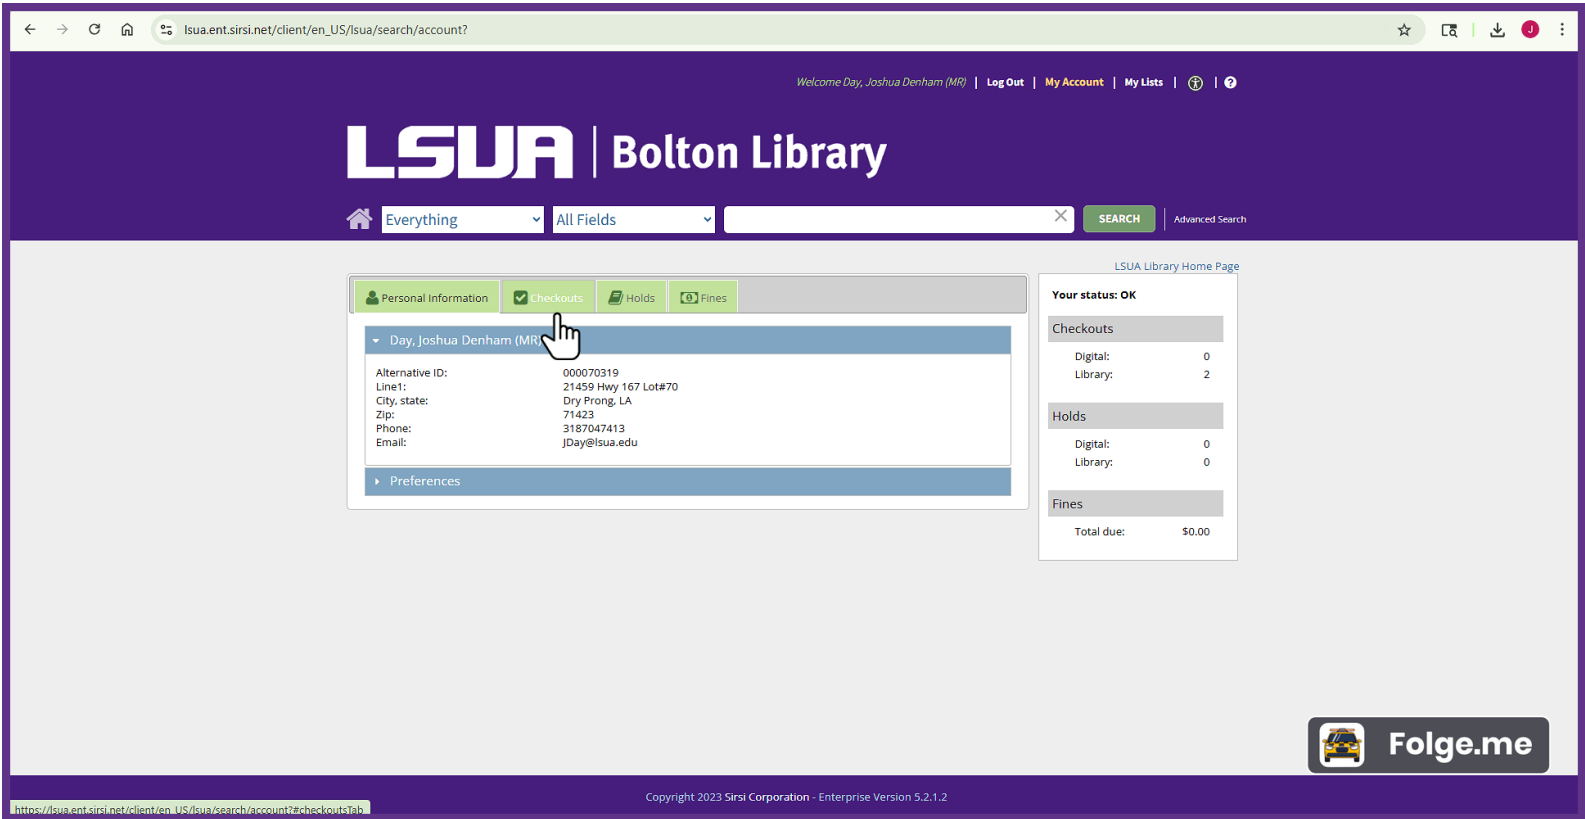 lsua.ent.sirsi.net/client/en_US/lsua/search/account?
J
Welcome Day, Joshua Denham (MR) | Log Out | My Account | My Lists | | ?
LSUA | Bolton Library
Everything All Fields SEARCH Advanced Search
LSUA Library Home Page
Personal Information Checkouts Holds Fines
Day, Joshua Denham (MR)
Alternative ID: 000070319
Line1: 21459 Hwy 167 Lot#70
City, state: Dry Prong, LA
Zip: 71423
Phone: 3187047413
Email: JDay@lsua.edu
Preferences
Your status: OK
Checkouts
Digital: 0
Library: 2
Holds
Digital: 0
Library: 0
Fines
Total due: $0.00
Folge.me
Copyright 2023 Sirsi Corporation - Enterprise Version 5.2.1.2
https://lsua.ent.sirsi.net/client/en_US/lsua/search/account?#checkoutsTab